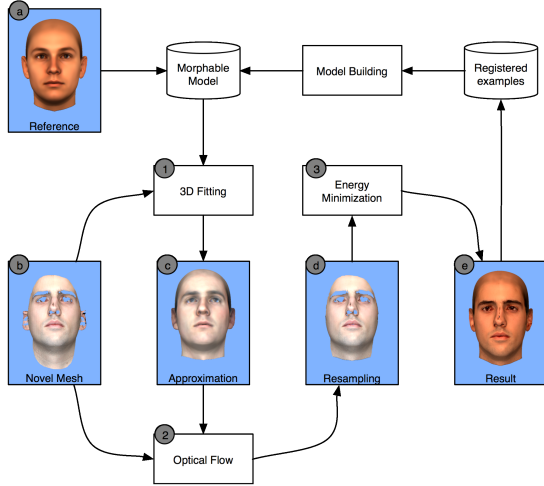 a
Reference
Morphable
Model
Model Building
Registered
examples
1
3D Fitting
3
Energy
Minimization
b
Novel Mesh
c
Approximation
d
Resampling
e
Result
2
Optical Flow